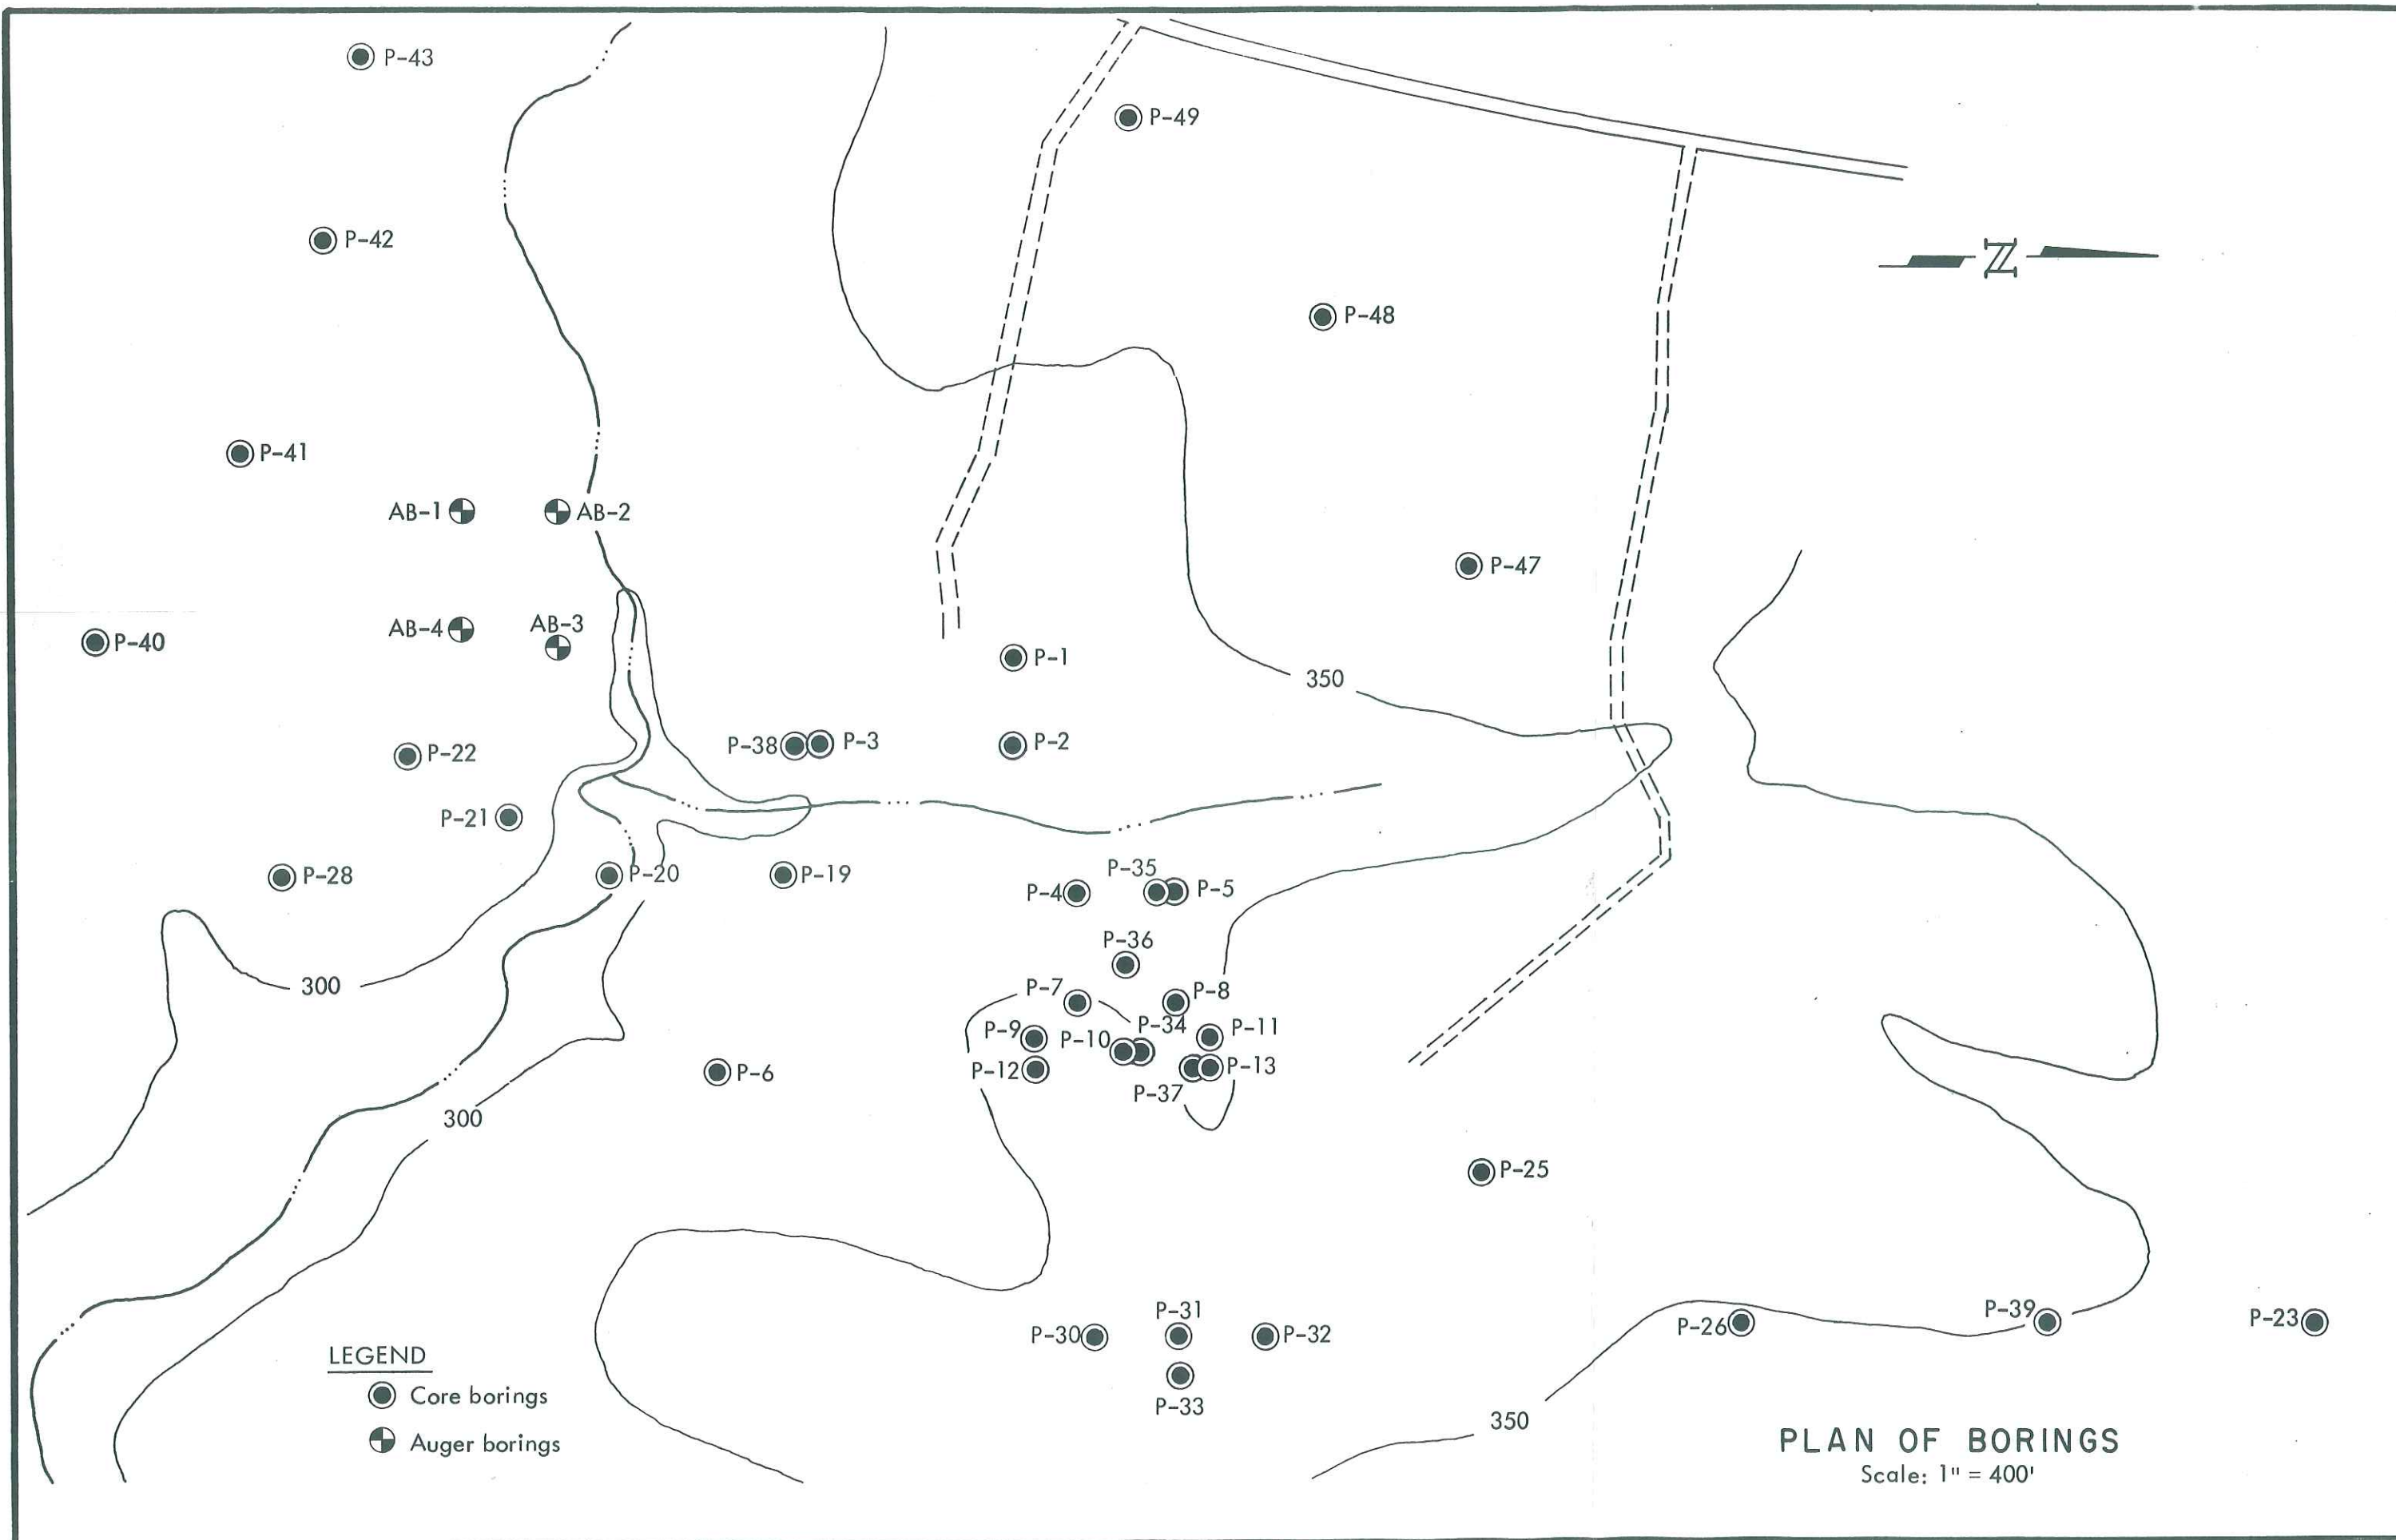 P-43
P-49
P-42
N
P-48
P-41
AB-1
AB-2
P-47
AB-4
AB-3
P-40
P-1
350
P-38
P-3
P-2
P-22
P-21
P-28
P-20
P-19
P-35
P-4
P-5
P-36
300
P-7
P-8
P-9
P-10
P-34
P-11
P-12
P-13
P-6
P-37
300
P-25
P-31
P-30
P-32
P-39
P-26
P-23
P-33
350
LEGEND
Core borings
Auger borings
PLAN OF BORINGS
Scale: 1" = 400'